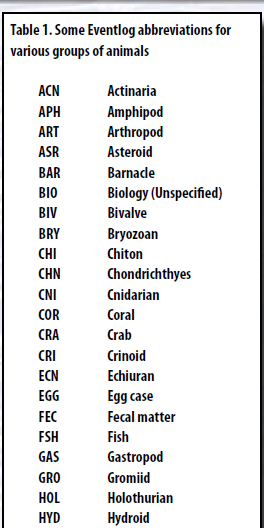 Table 1. Some Eventlog abbreviations for
various groups of animals
ACN Actinaria
APH Amphipod
ART Arthropod
ASR Asteroid
BAR Barnacle
BIO Biology (Unspecified)
BIV Bivalve
BRY Bryozoan
CHI Chiton
CHN Chondrichthyes
CNI Cnidarian
COR Coral
CRA Crab
CRI Crinoid
ECN Echiuran
EGG Egg case
FEC Fecal matter
FSH Fish
GAS Gastropod
GRO Gromiid
HOL Holothurian
HYD Hydroid